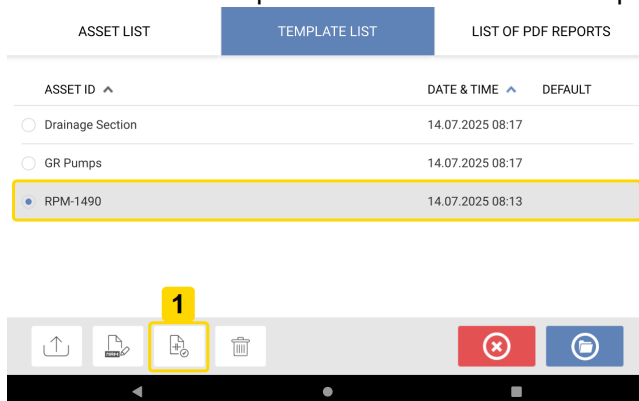 ASSET LIST TEMPLATE LIST LIST OF PDF REPORTS
ASSET ID DATE & TIME DEFAULT
Drainage Section 14.07.2025 08:17
GR Pumps 14.07.2025 08:17
RPM-1490 14.07.2025 08:13
1